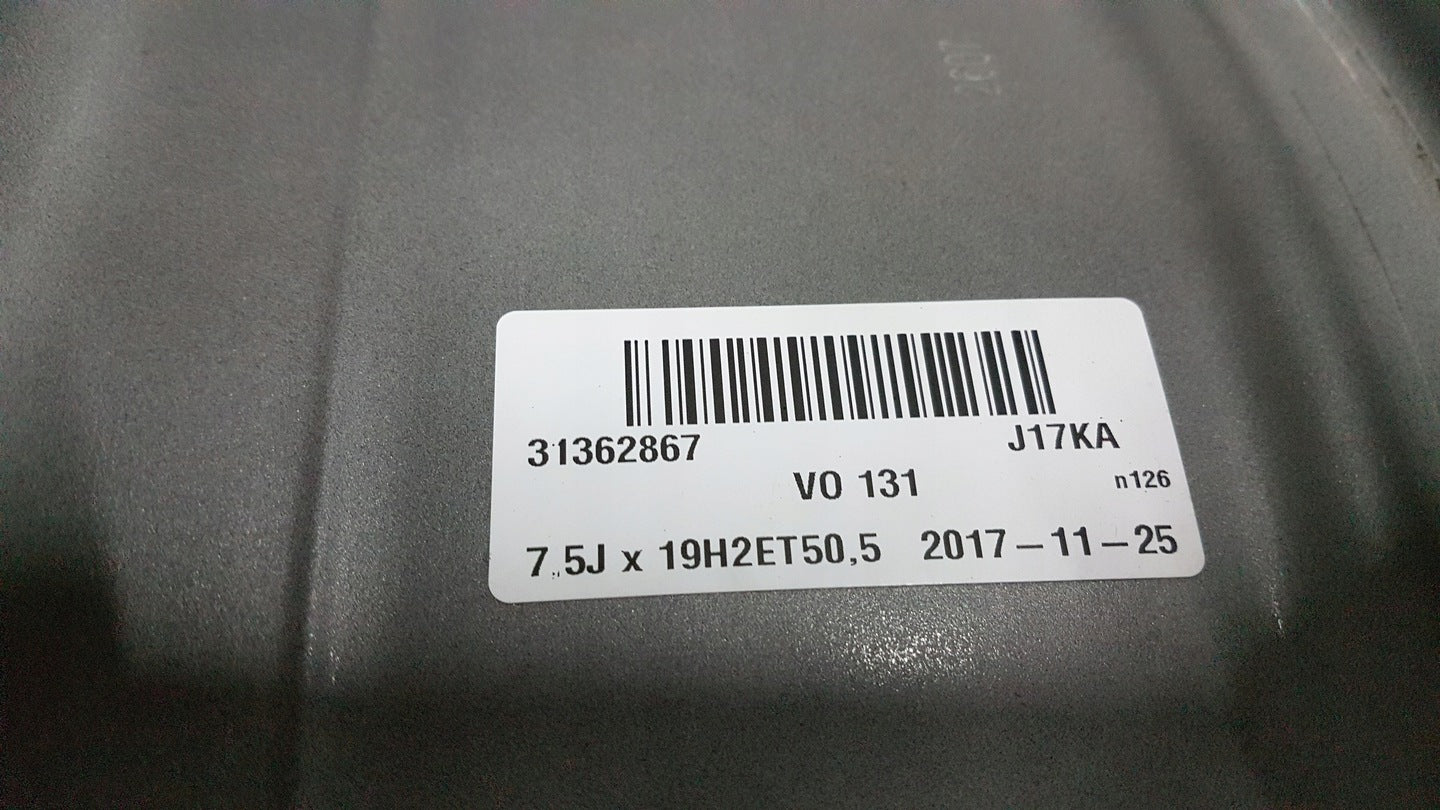 31362867 J17KA
VO 131 n126
7.5J x 19H2ET50,5 2017-11-25